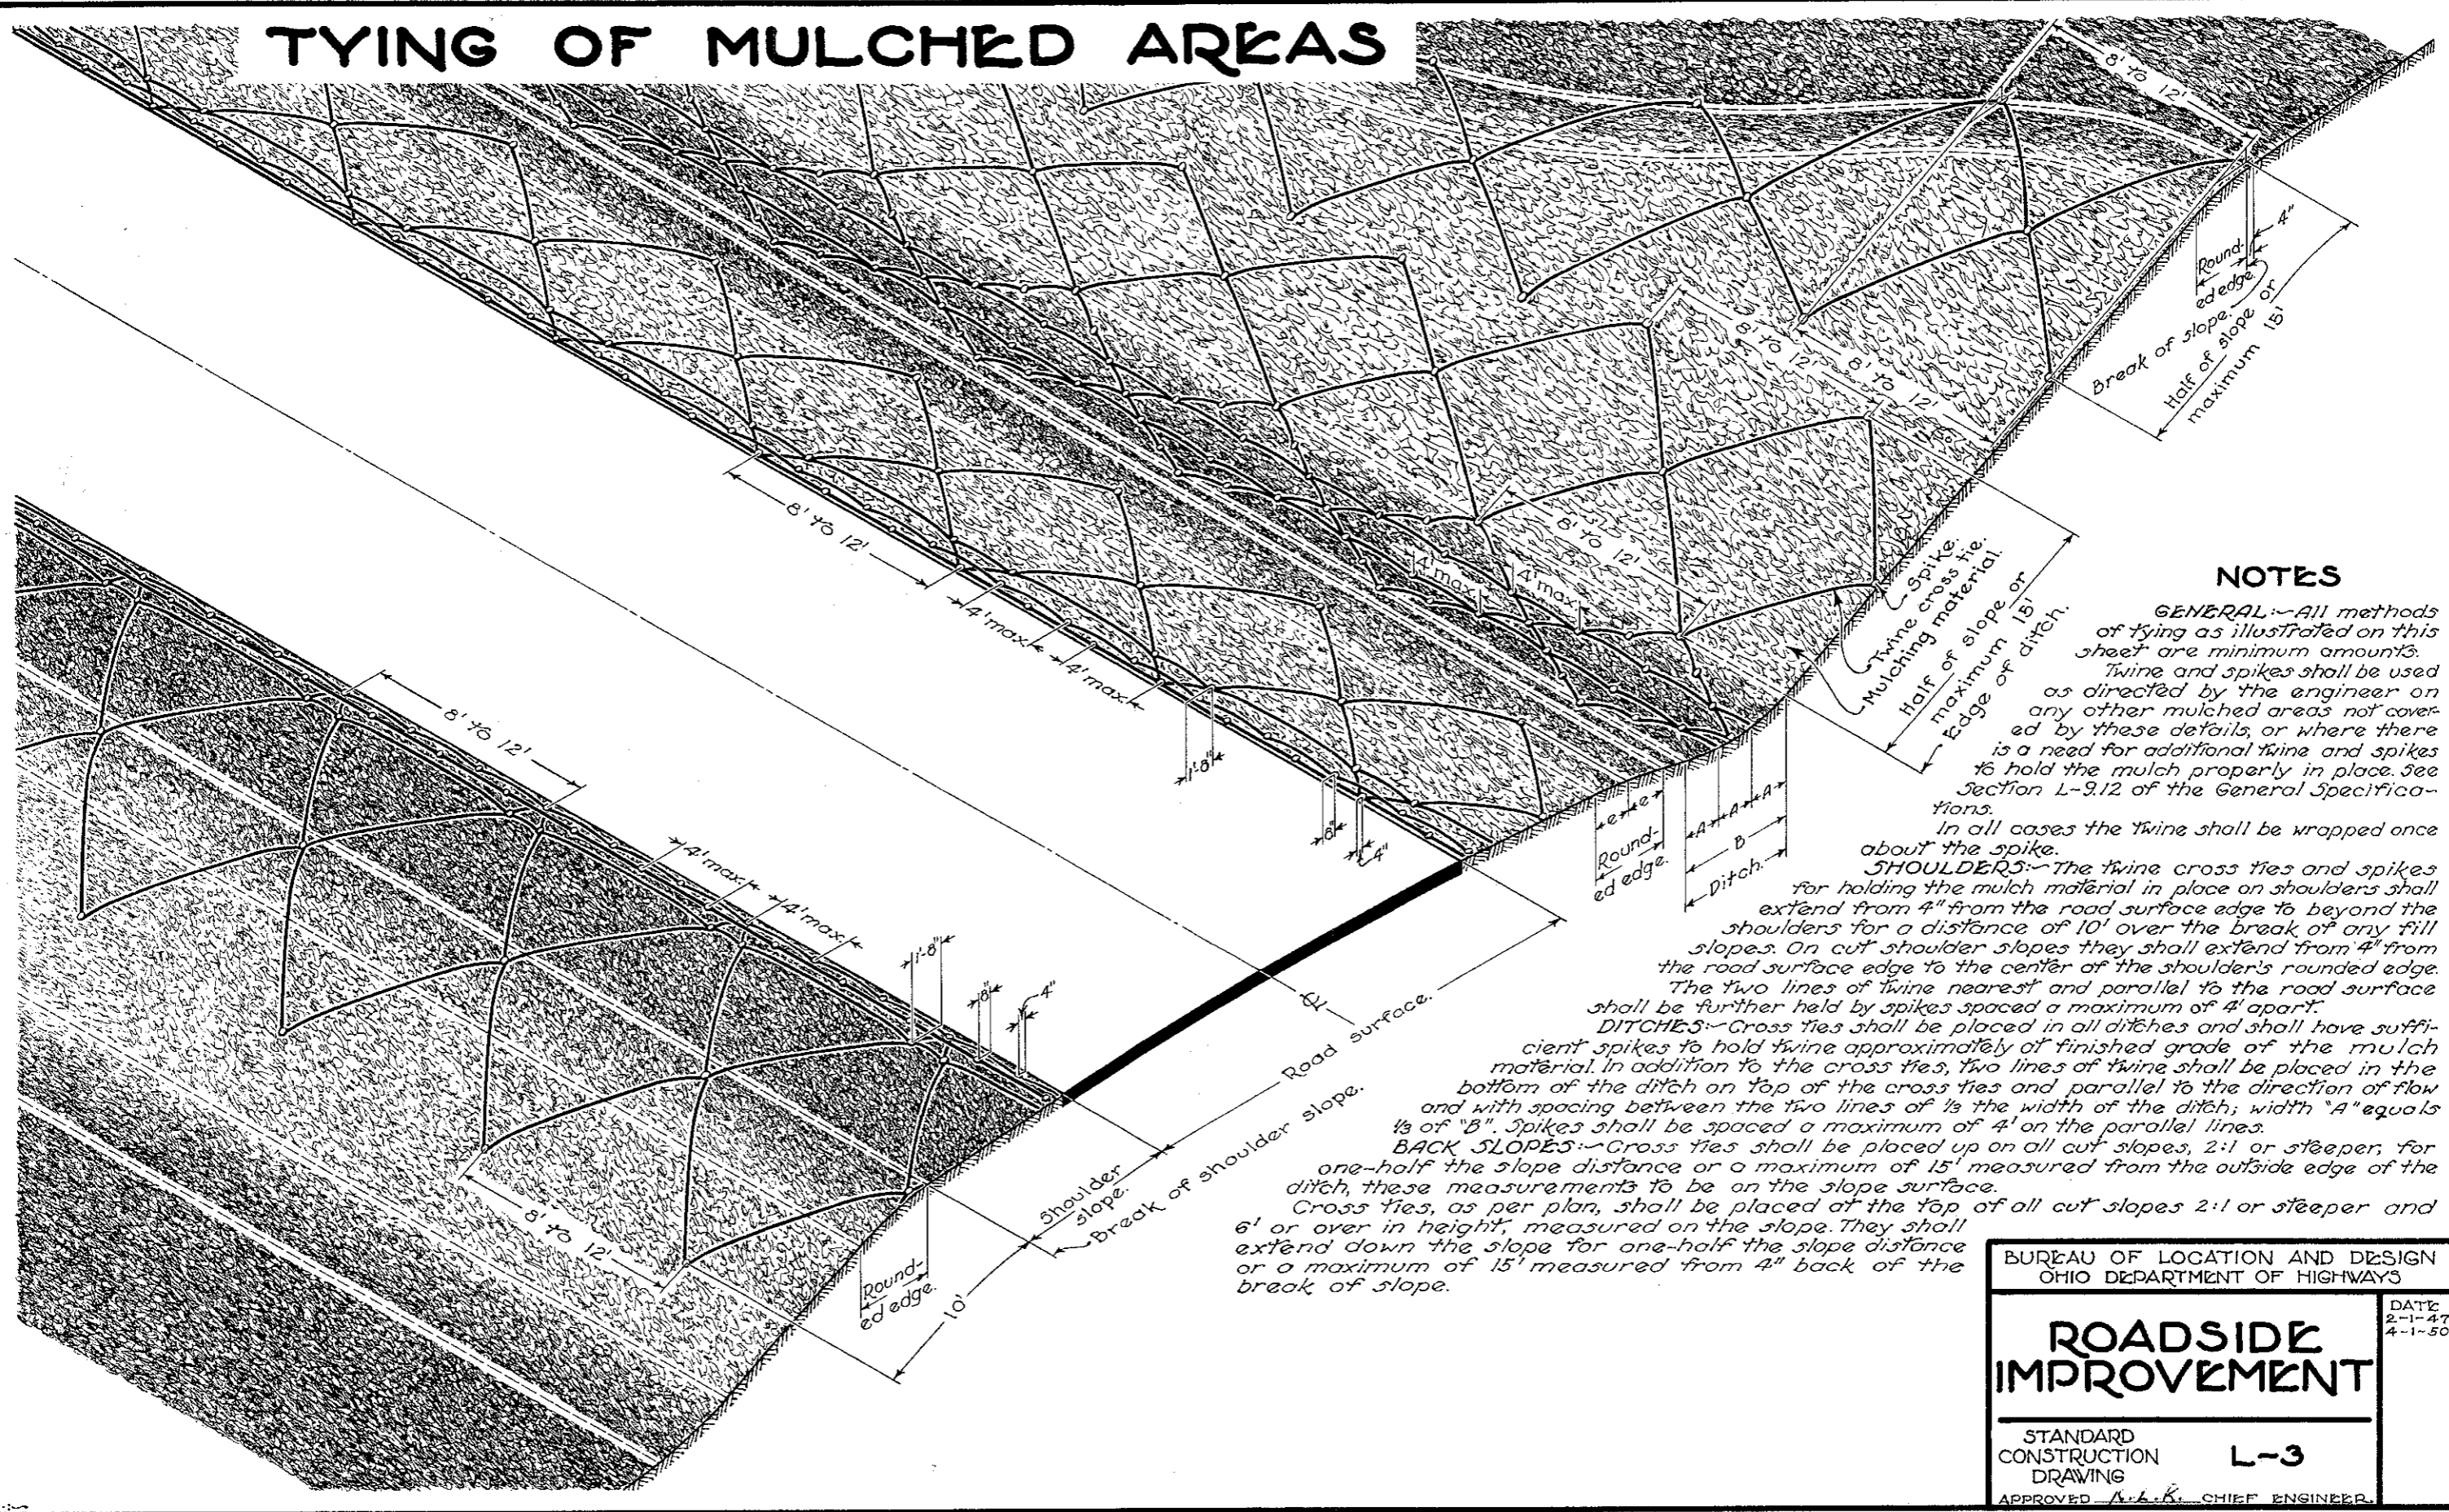 TYING OF MULCHED AREAS
8' TO 12'
4"
Round-
ed edge.
Break of slope.
Half of slope or
maximum 15'
8' TO 12'
8' TO 12'
8' TO 12'
8' TO 12'
4' max.
4' max.
4' max.
4' max.
1'-8"
8"
4"
Spike.
Twine cross tie.
Mulching material.
Half of slope or
maximum 15'
Edge of ditch.
e
e
Round-
ed edge.
A
A
A
B
Ditch.
8' TO 12'
4' max.
4' max.
1'-8"
8"
4"
℄
Road surface.
Shoulder
slope.
Break of shoulder slope.
8' TO 12'
Round-
ed edge.
10'
NOTES
GENERAL:~All methods
of tying as illustrated on this
sheet are minimum amounts.
Twine and spikes shall be used
as directed by the engineer on
any other mulched areas not cover-
ed by these details, or where there
is a need for additional twine and spikes
to hold the mulch properly in place. See
Section L-9.12 of the General Specifica-
tions.
In all cases the twine shall be wrapped once
about the spike.
SHOULDERS:~The twine cross ties and spikes
for holding the mulch material in place on shoulders shall
extend from 4" from the road surface edge to beyond the
shoulders for a distance of 10' over the break of any fill
slopes. On cut shoulder slopes they shall extend from 4" from
the road surface edge to the center of the shoulder's rounded edge.
The two lines of twine nearest and parallel to the road surface
shall be further held by spikes spaced a maximum of 4' apart.
DITCHES:~Cross ties shall be placed in all ditches and shall have suffi-
cient spikes to hold twine approximately at finished grade of the mulch
material. In addition to the cross ties, two lines of twine shall be placed in the
bottom of the ditch on top of the cross ties and parallel to the direction of flow
and with spacing between the two lines of ⅓ the width of the ditch; width "A" equals
⅓ of "B". Spikes shall be spaced a maximum of 4' on the parallel lines.
BACK SLOPES:~Cross ties shall be placed up on all cut slopes, 2:1 or steeper, for
one-half the slope distance or a maximum of 15' measured from the outside edge of the
ditch, these measurements to be on the slope surface.
Cross ties, as per plan, shall be placed at the top of all cut slopes 2:1 or steeper and
6' or over in height, measured on the slope. They shall
extend down the slope for one-half the slope distance
or a maximum of 15' measured from 4" back of the
break of slope.
BUREAU OF LOCATION AND DESIGN
OHIO DEPARTMENT OF HIGHWAYS
ROADSIDE
IMPROVEMENT
DATE
2-1-47
4-1-50
STANDARD
CONSTRUCTION
DRAWING
L-3
APPROVED CHIEF ENGINEER